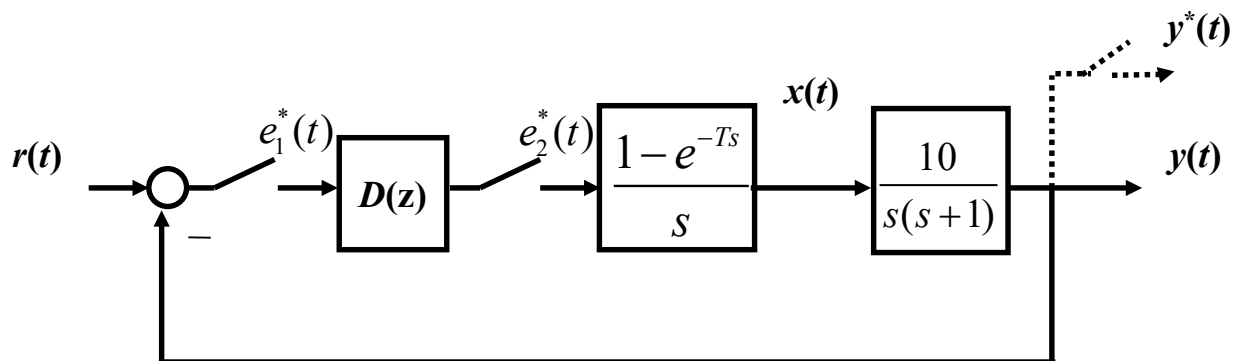 y*(t)
x(t)
e₁*(t)
e₂*(t)
r(t)
y(t)
D(z)
1 − e^{−Ts}
s
10
s(s+1)
−